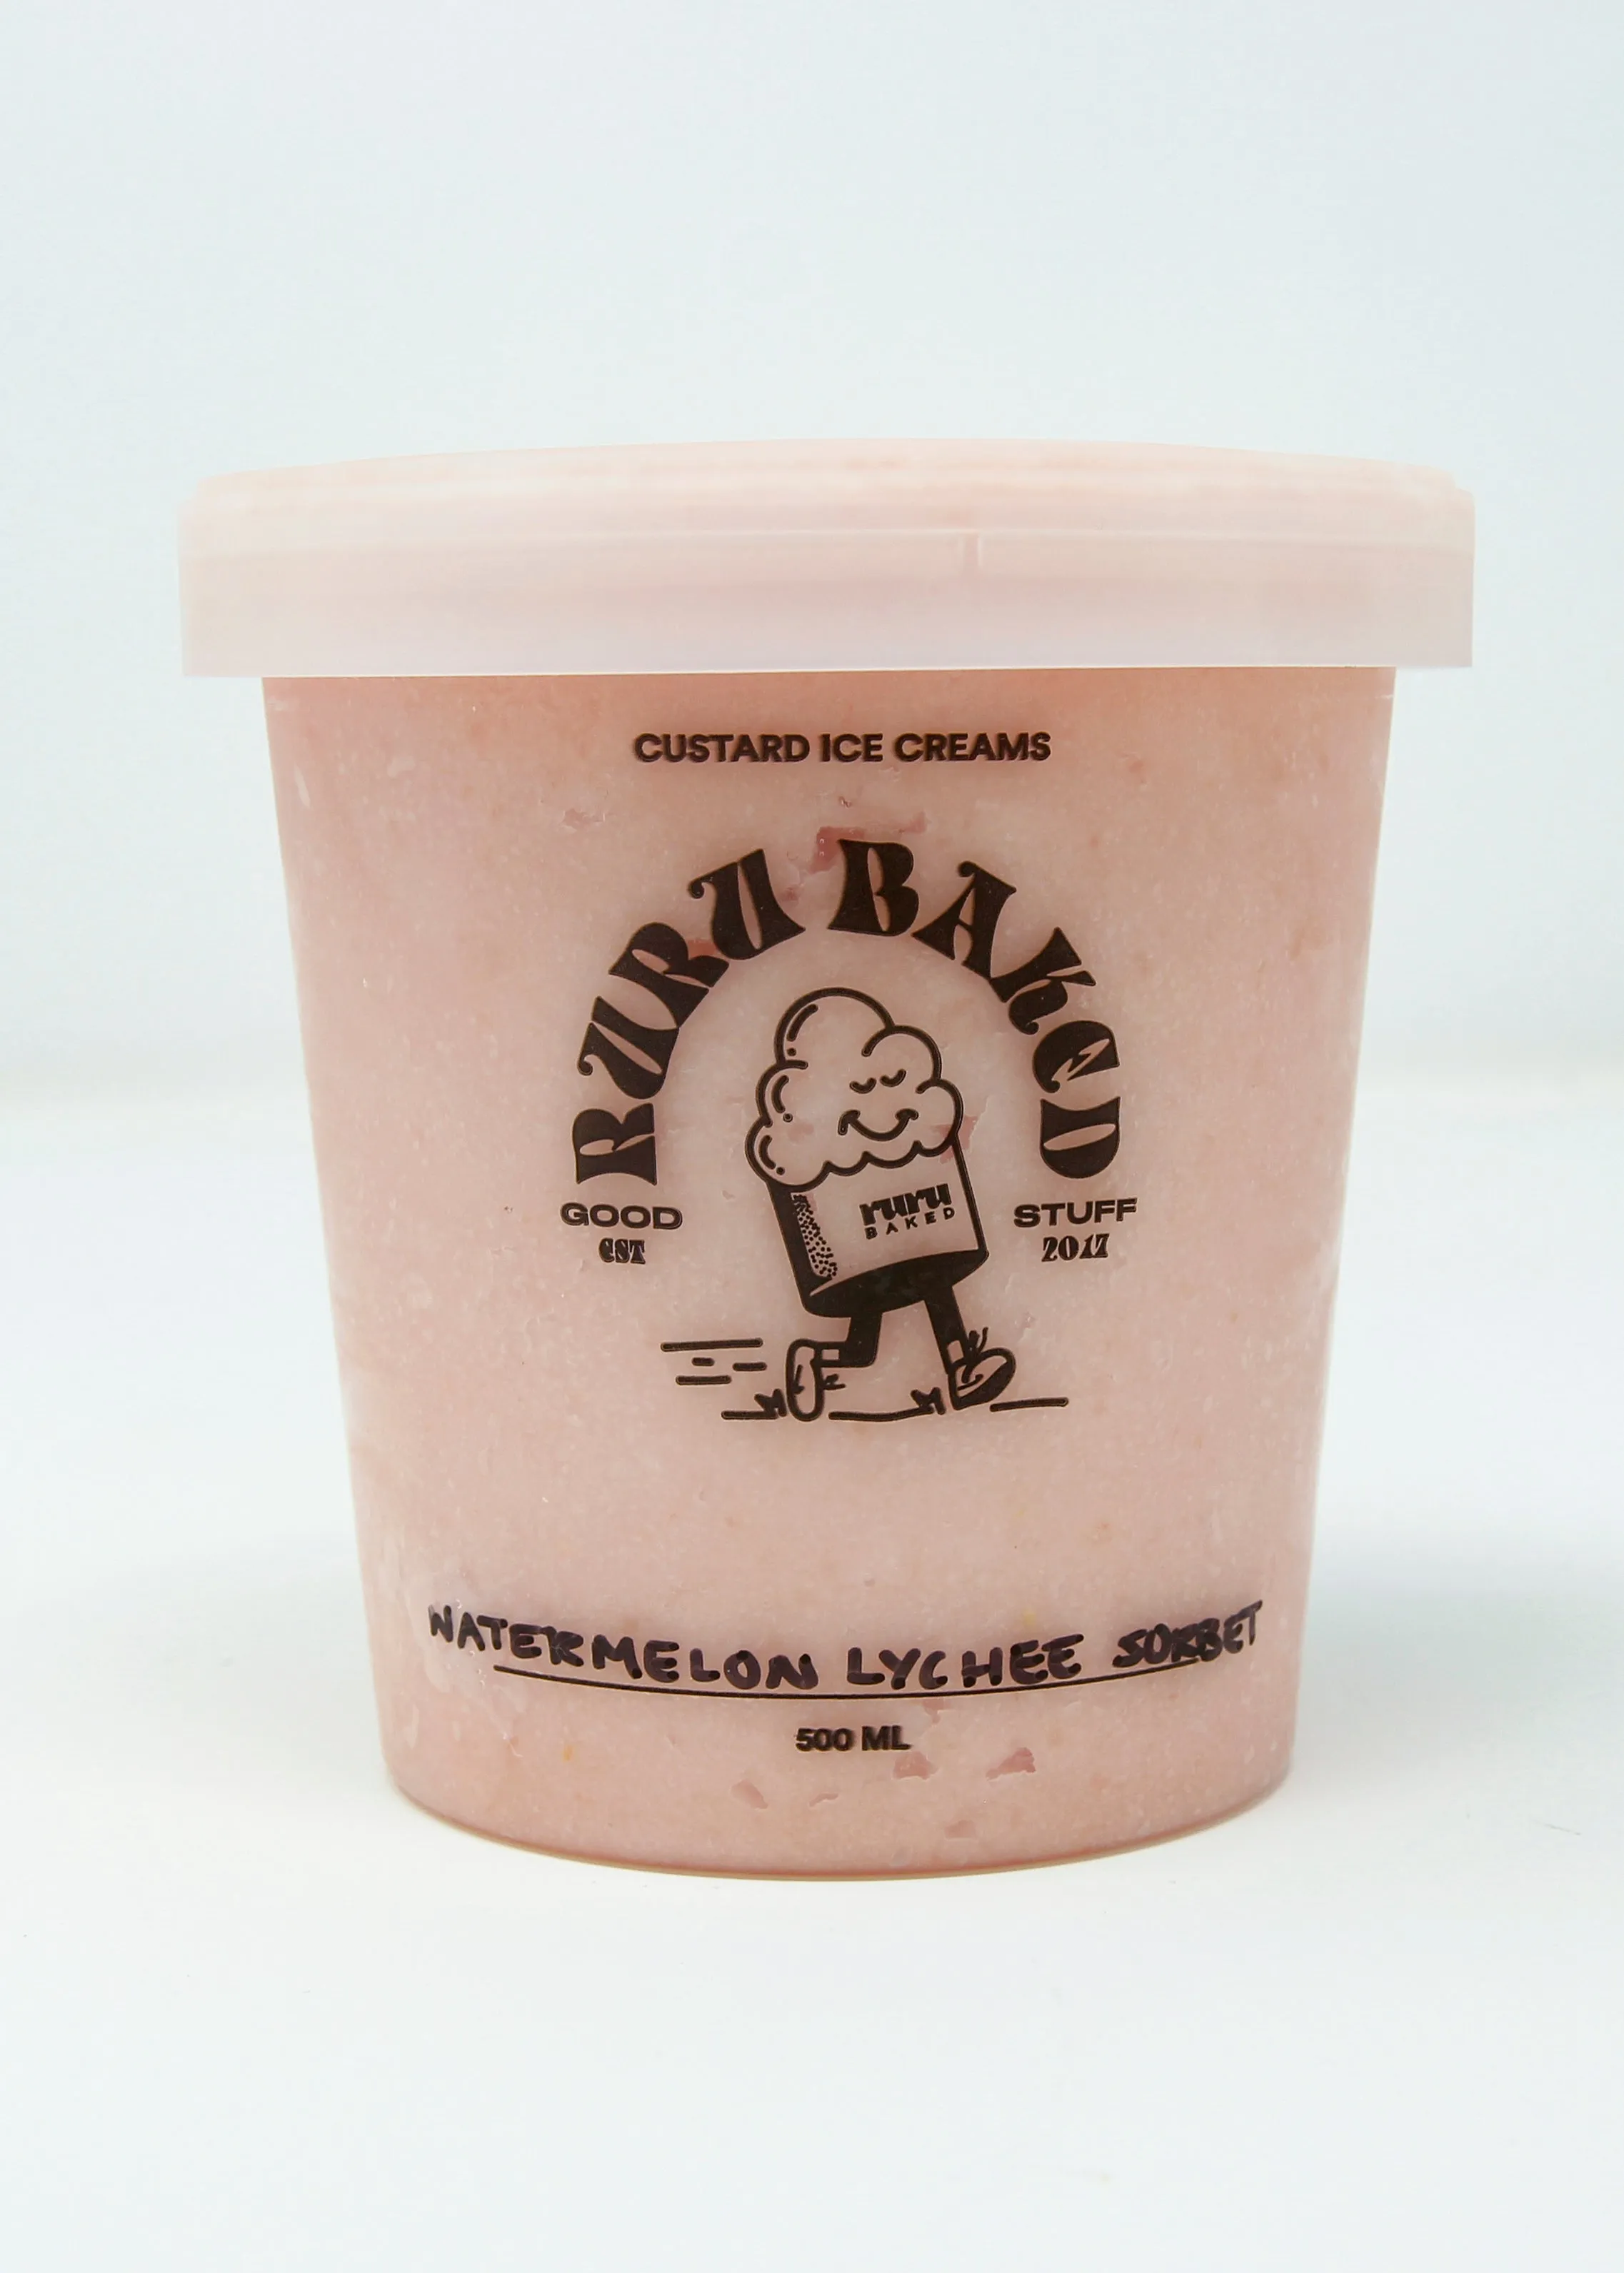 CUSTARD ICE CREAMS
RURU BAKED
ruru
BAKED
GOOD STUFF
EST 2017
WATERMELON LYCHEE SORBET
500 ML